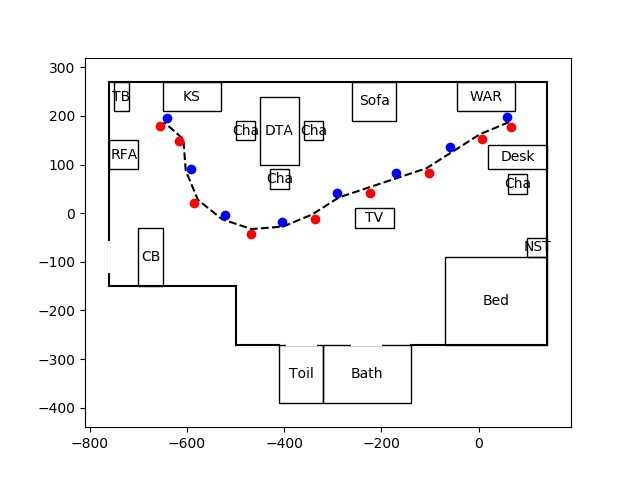 300
200
100
0
−100
−200
−300
−400
−800
−600
−400
−200
0
TB
KS
Sofa
WAR
Cha
DTA
Cha
RFA
Desk
Cha
Cha
TV
NST
CB
Bed
Toil
Bath